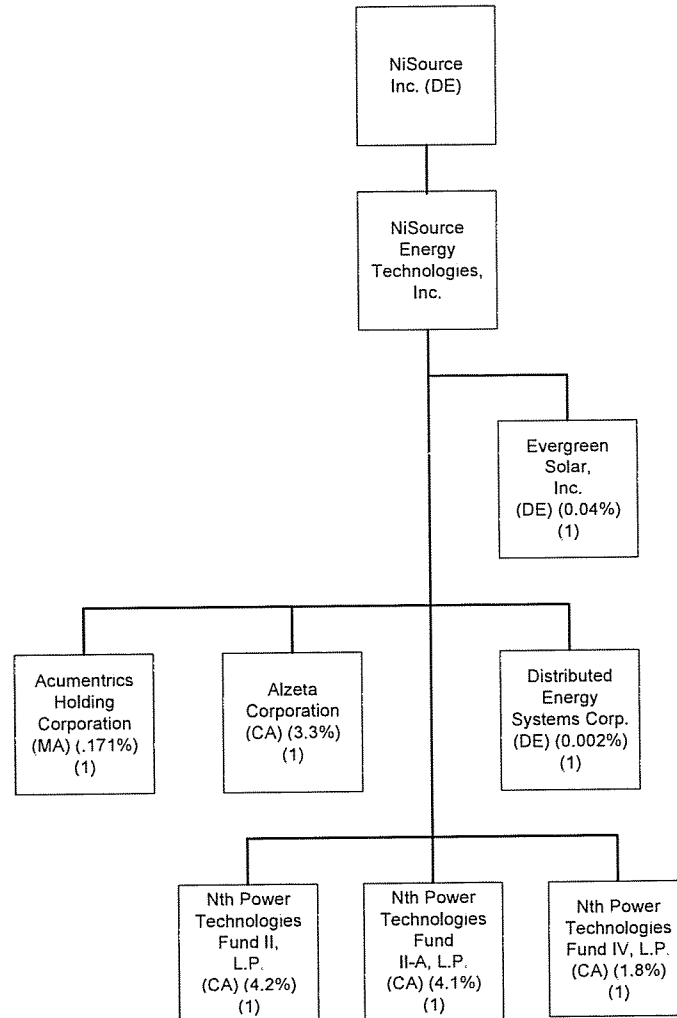 NiSource
Inc. (DE)
NiSource
Energy
Technologies,
Inc.
Evergreen
Solar,
Inc.
(DE) (0.04%)
(1)
Acumentrics
Holding
Corporation
(MA) (.171%)
(1)
Alzeta
Corporation
(CA) (3.3%)
(1)
Distributed
Energy
Systems Corp.
(DE) (0.002%)
(1)
Nth Power
Technologies
Fund II,
L.P.
(CA) (4.2%)
(1)
Nth Power
Technologies
Fund
II-A, L.P.
(CA) (4.1%)
(1)
Nth Power
Technologies
Fund IV, L.P.
(CA) (1.8%)
(1)